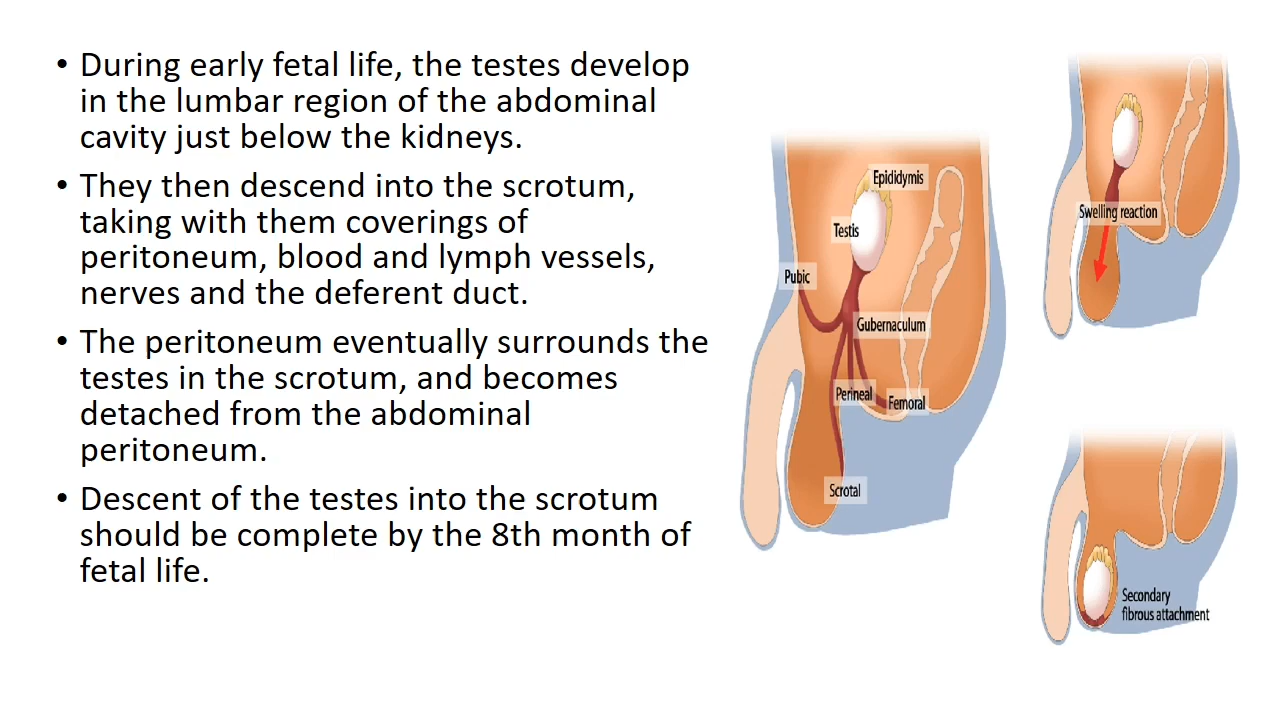 • During early fetal life, the testes develop
in the lumbar region of the abdominal
cavity just below the kidneys.
• They then descend into the scrotum,
taking with them coverings of
peritoneum, blood and lymph vessels,
nerves and the deferent duct.
• The peritoneum eventually surrounds the
testes in the scrotum, and becomes
detached from the abdominal
peritoneum.
• Descent of the testes into the scrotum
should be complete by the 8th month of
fetal life.
Epididymis
Testis
Pubic
Gubernaculum
Perineal
Femoral
Scrotal
Swelling reaction
Secondary
fibrous attachment